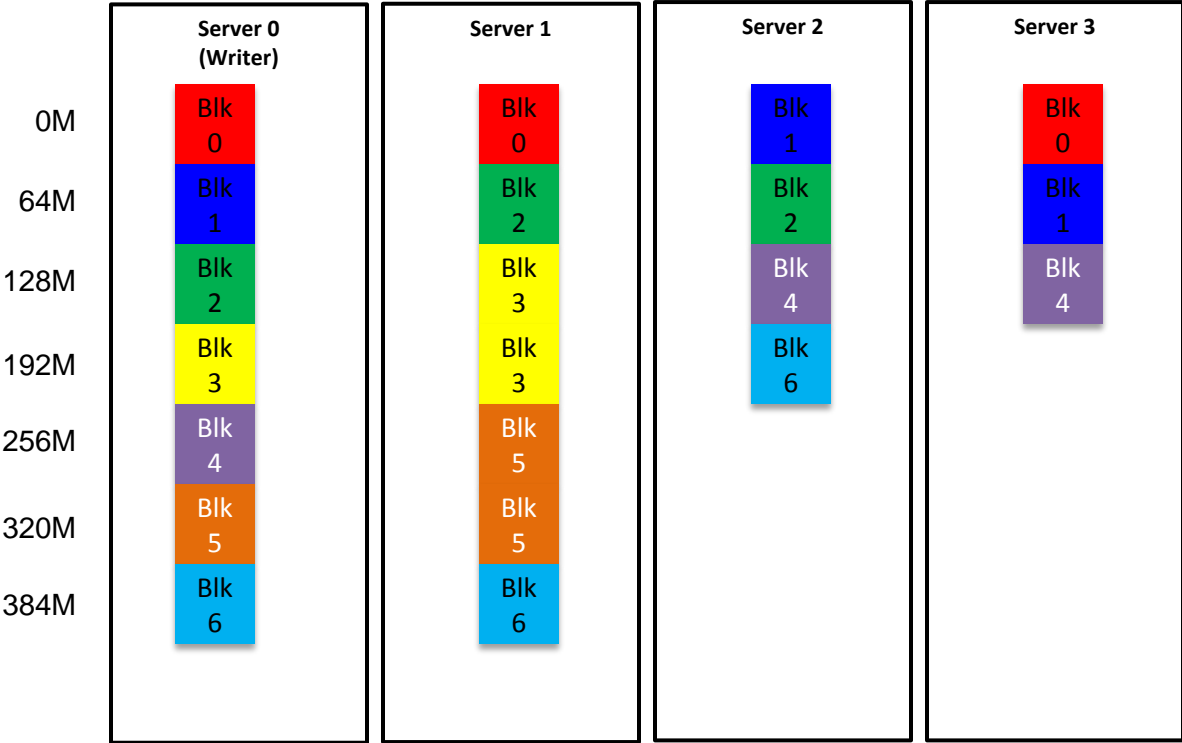 Server 0
(Writer)
Server 1
Server 2
Server 3
0M
Blk
0
Blk
0
Blk
1
Blk
0
64M
Blk
1
Blk
2
Blk
2
Blk
1
128M
Blk
2
Blk
3
Blk
4
Blk
4
192M
Blk
3
Blk
3
Blk
6
256M
Blk
4
Blk
5
320M
Blk
5
Blk
5
384M
Blk
6
Blk
6